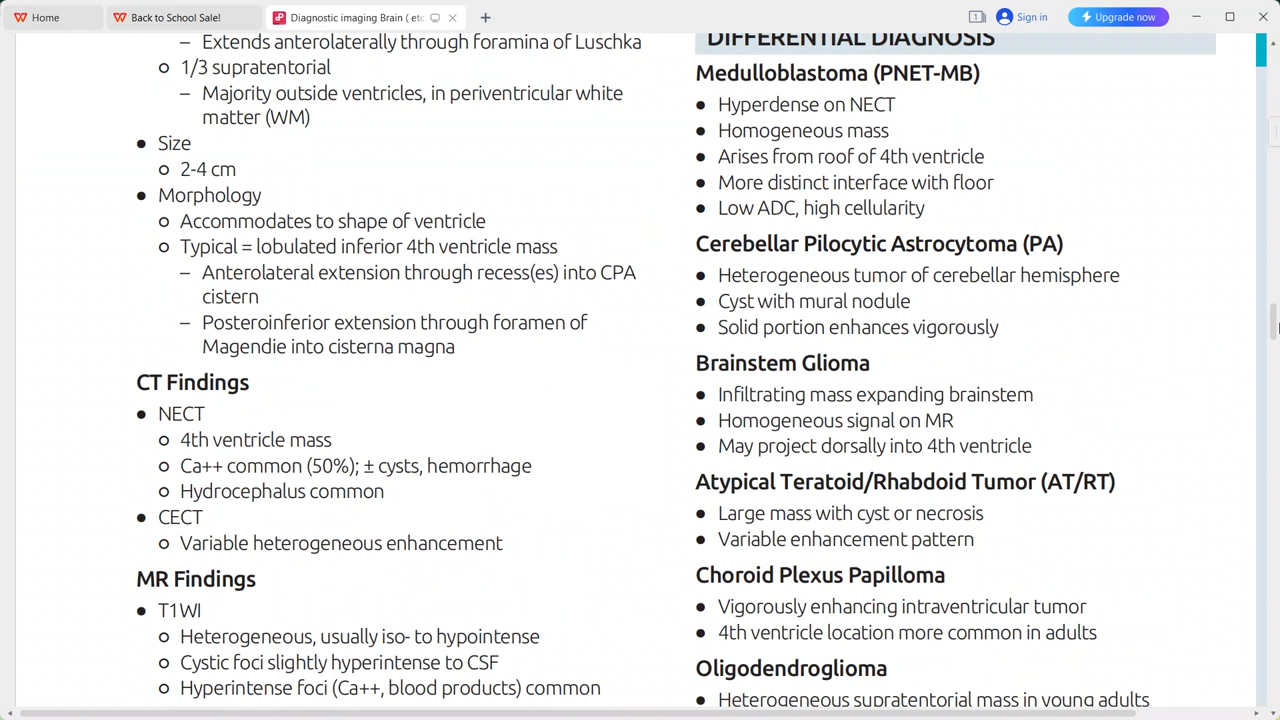 Home
Back to School Sale!
Diagnostic imaging Brain ( etc
1
Sign in
Upgrade now
– Extends anterolaterally through foramina of Luschka
1/3 supratentorial
– Majority outside ventricles, in periventricular white
matter (WM)
● Size
2-4 cm
● Morphology
Accommodates to shape of ventricle
Typical = lobulated inferior 4th ventricle mass
– Anterolateral extension through recess(es) into CPA
cistern
– Posteroinferior extension through foramen of
Magendie into cisterna magna
CT Findings
● NECT
4th ventricle mass
Ca++ common (50%); ± cysts, hemorrhage
Hydrocephalus common
● CECT
Variable heterogeneous enhancement
MR Findings
● T1WI
Heterogeneous, usually iso- to hypointense
Cystic foci slightly hyperintense to CSF
Hyperintense foci (Ca++, blood products) common
DIFFERENTIAL DIAGNOSIS
Medulloblastoma (PNET-MB)
● Hyperdense on NECT
● Homogeneous mass
● Arises from roof of 4th ventricle
● More distinct interface with floor
● Low ADC, high cellularity
Cerebellar Pilocytic Astrocytoma (PA)
● Heterogeneous tumor of cerebellar hemisphere
● Cyst with mural nodule
● Solid portion enhances vigorously
Brainstem Glioma
● Infiltrating mass expanding brainstem
● Homogeneous signal on MR
● May project dorsally into 4th ventricle
Atypical Teratoid/Rhabdoid Tumor (AT/RT)
● Large mass with cyst or necrosis
● Variable enhancement pattern
Choroid Plexus Papilloma
● Vigorously enhancing intraventricular tumor
● 4th ventricle location more common in adults
Oligodendroglioma
● Heterogeneous supratentorial mass in young adults